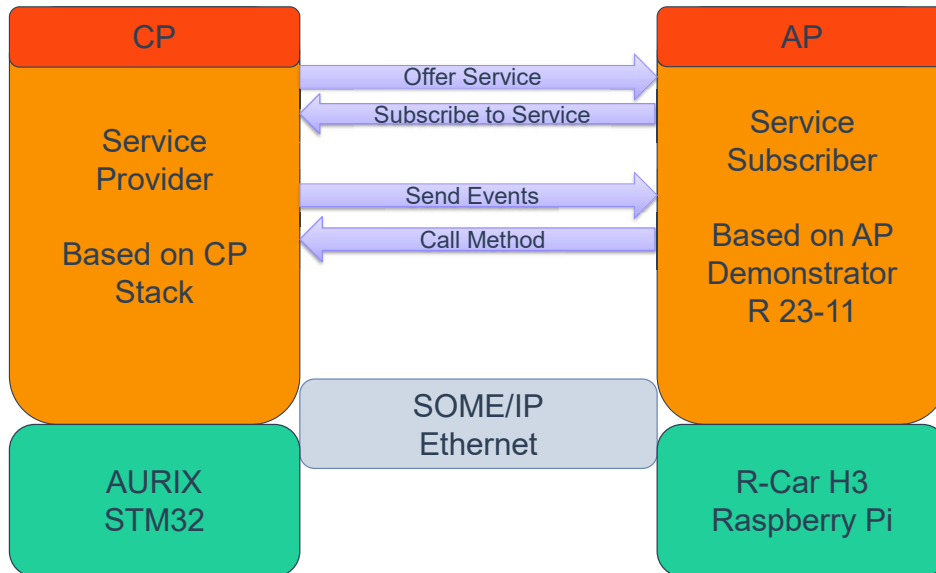 CP
AP
Offer Service
Subscribe to Service
Service
Provider
Service
Subscriber
Send Events
Call Method
Based on CP
Stack
Based on AP
Demonstrator
R 23-11
SOME/IP
Ethernet
AURIX
STM32
R-Car H3
Raspberry Pi